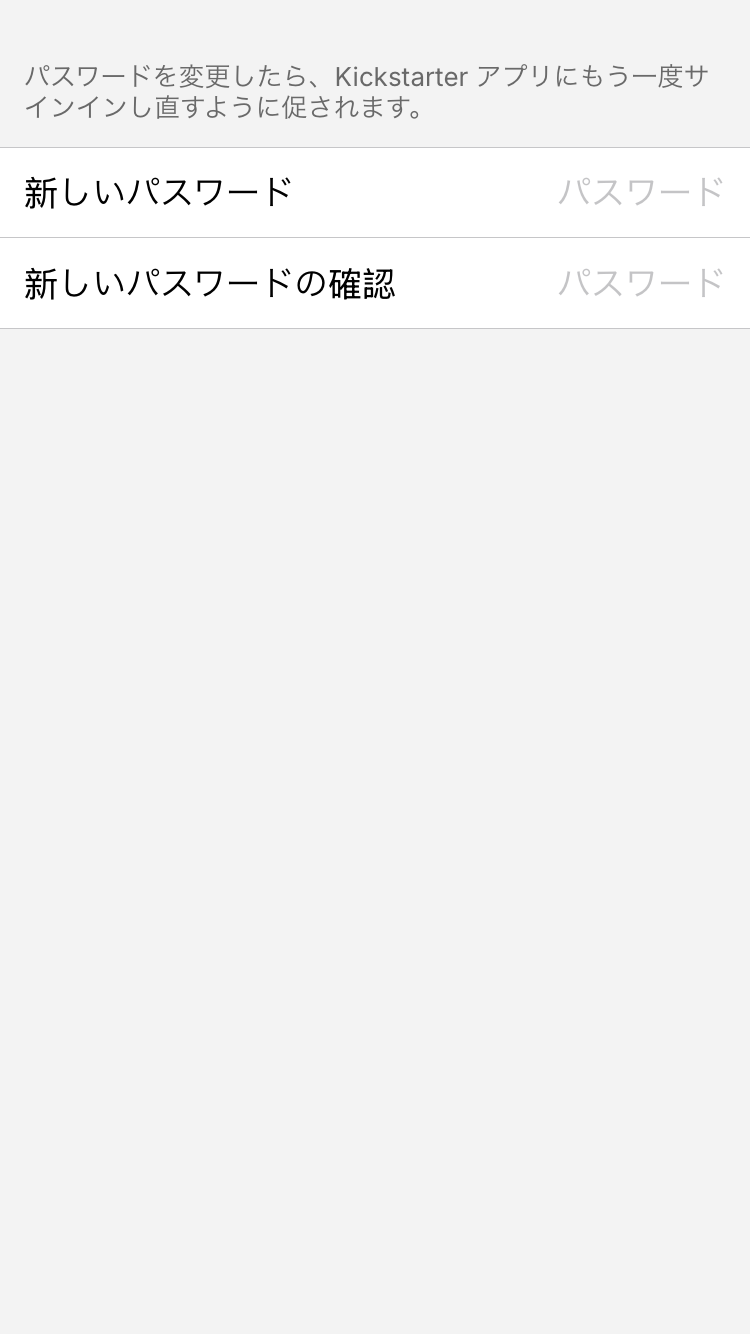 パスワードを変更したら、Kickstarter アプリにもう一度サ
インインし直すように促されます。
新しいパスワード パスワード
新しいパスワードの確認 パスワード